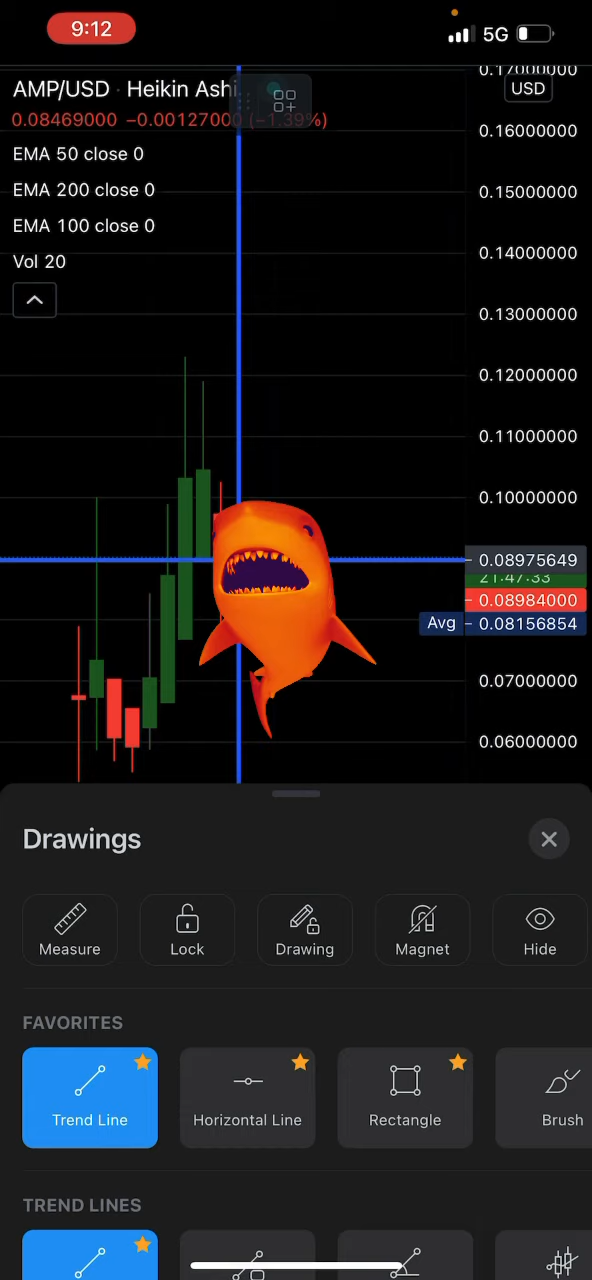 9:12
5G
AMP/USD · Heikin Ashi
0.08469000 −0.00127000 (−1.39%)
EMA 50 close 0
EMA 200 close 0
EMA 100 close 0
Vol 20
USD
0.17000000
0.16000000
0.15000000
0.14000000
0.13000000
0.12000000
0.11000000
0.10000000
0.08975649
21:47:33
0.08984000
Avg 0.08156854
0.07000000
0.06000000
Drawings
Measure
Lock
Drawing
Magnet
Hide
FAVORITES
Trend Line
Horizontal Line
Rectangle
Brush
TREND LINES